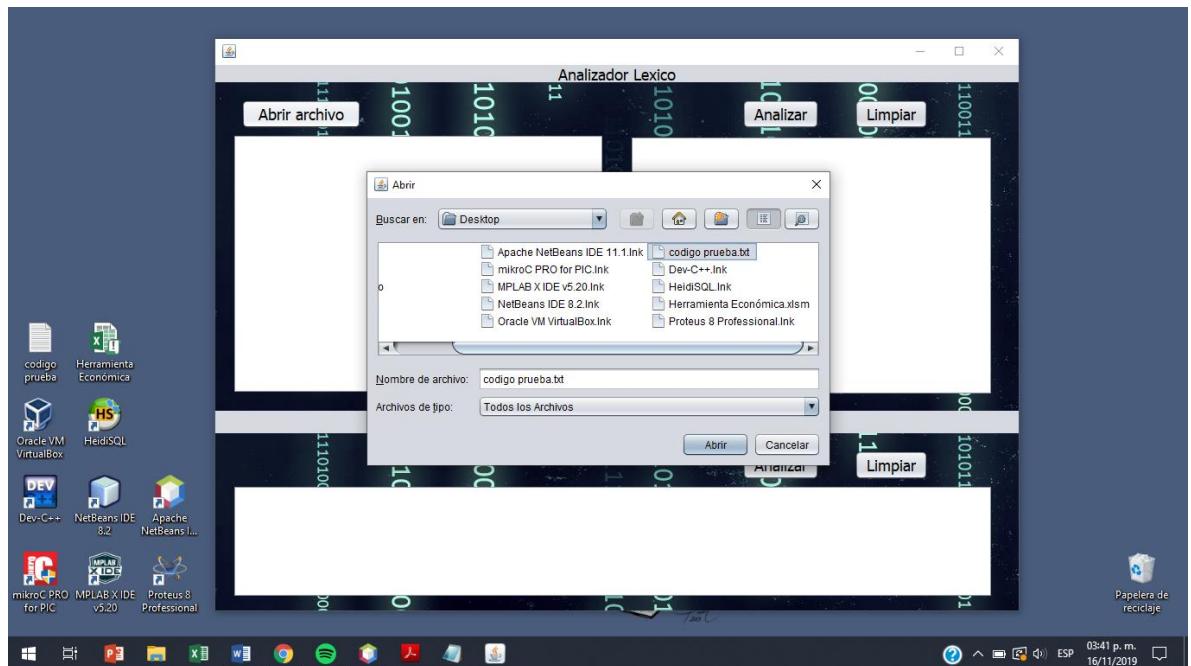 Analizador Lexico
Abrir archivo
Analizar
Limpiar
Abrir
Buscar en:
Desktop
o
Apache NetBeans IDE 11.1.lnk
mikroC PRO for PIC.lnk
MPLAB X IDE v5.20.lnk
NetBeans IDE 8.2.lnk
Oracle VM VirtualBox.lnk
codigo prueba.txt
Dev-C++.lnk
HeidiSQL.lnk
Herramienta Económica.xlsm
Proteus 8 Professional.lnk
Nombre de archivo:
codigo prueba.txt
Archivos de tipo:
Todos los Archivos
Abrir
Cancelar
Analizar
Limpiar
codigo
prueba
Herramienta
Económica
Oracle VM
VirtualBox
HS
HeidiSQL
DEV
Dev-C++
NetBeans IDE
8.2
Apache
NetBeans I...
mikroC PRO
for PIC
MPLAB
X IDE
MPLAB X IDE
v5.20
Proteus 8
Professional
Papelera de
reciclaje
ESP
03:41 p. m.
16/11/2019